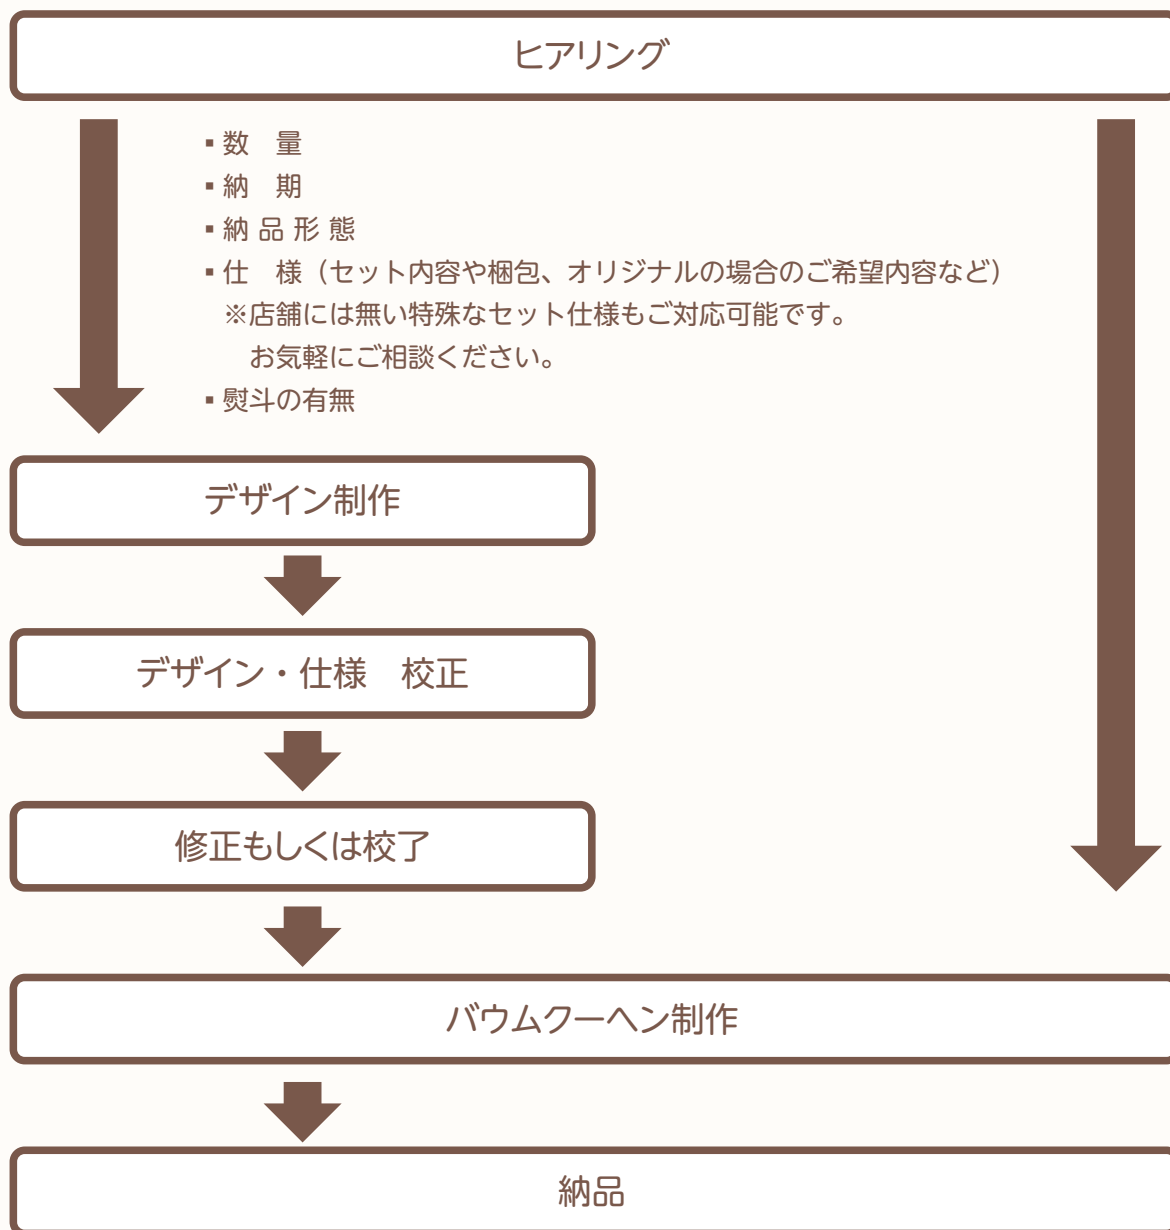 ヒアリング
▪数　量
▪納　期
▪納 品 形 態
▪仕　様（セット内容や梱包、オリジナルの場合のご希望内容など）
※店舗には無い特殊なセット仕様もご対応可能です。
お気軽にご相談ください。
▪熨斗の有無
デザイン制作
デザイン・仕様　校正
修正もしくは校了
バウムクーヘン制作
納品